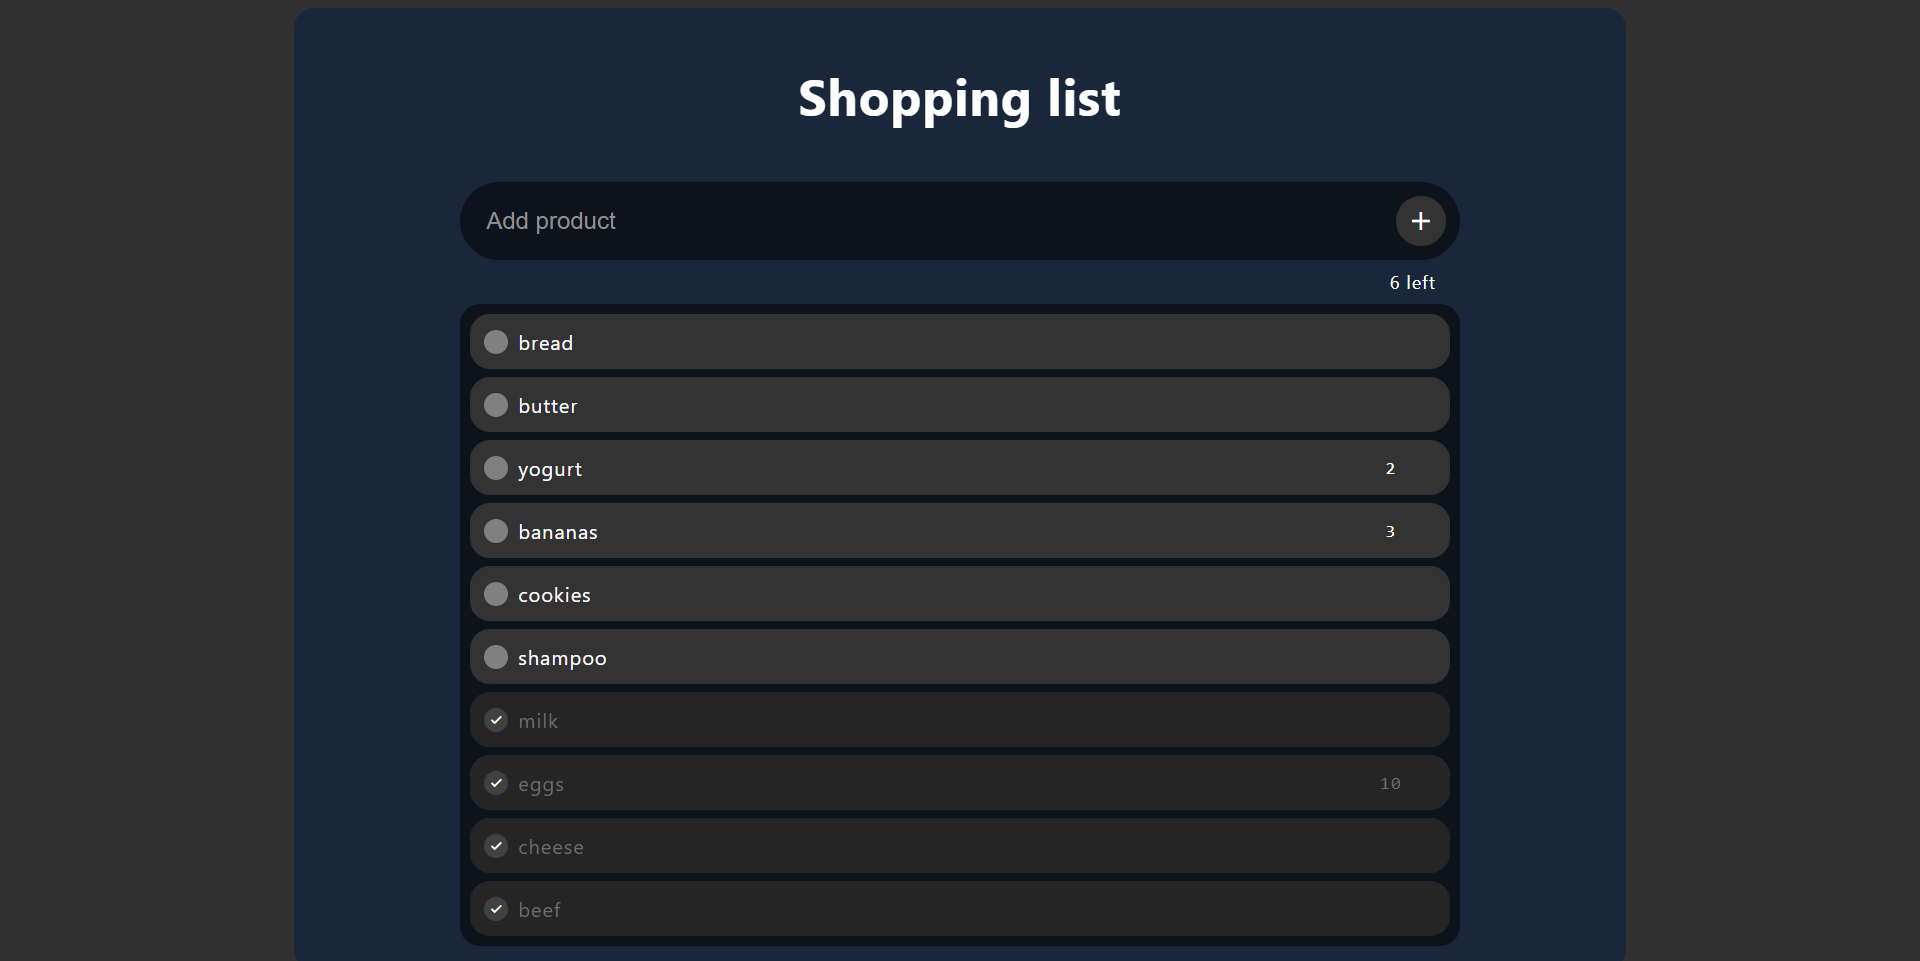 Shopping list
Add product
6 left
bread
butter
yogurt 2
bananas 3
cookies
shampoo
milk
eggs 10
cheese
beef